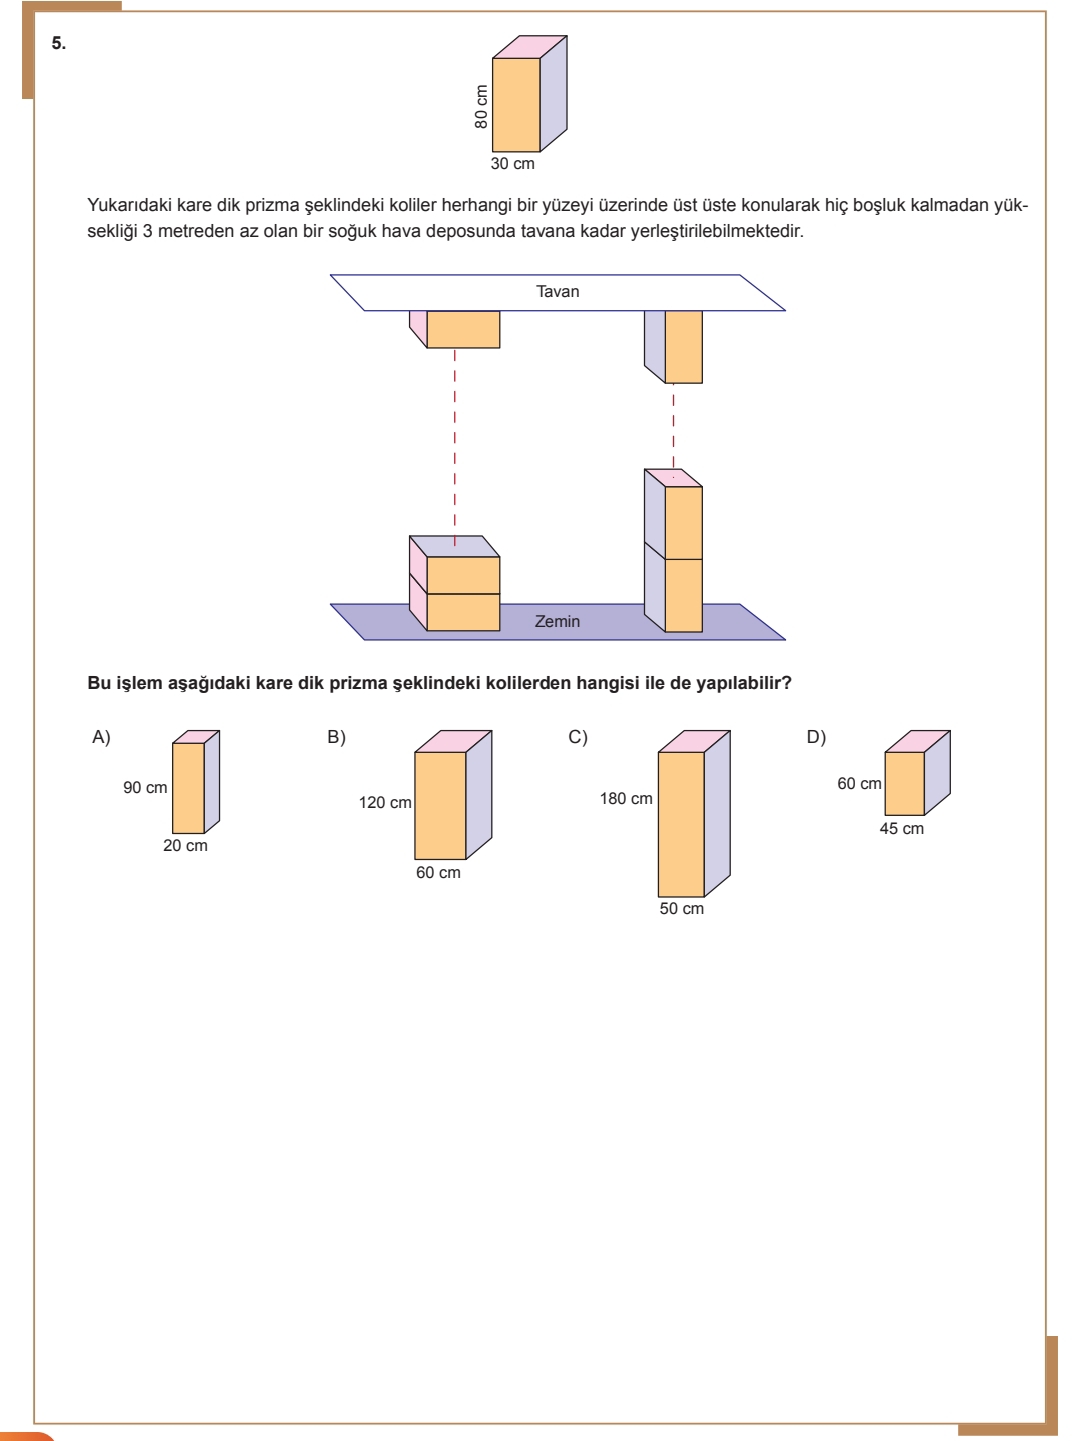 5.
80 cm
30 cm
Yukarıdaki kare dik prizma şeklindeki koliler herhangi bir yüzeyi üzerinde üst üste konularak hiç boşluk kalmadan yük-
sekliği 3 metreden az olan bir soğuk hava deposunda tavana kadar yerleştirilebilmektedir.
Tavan
Zemin
Bu işlem aşağıdaki kare dik prizma şeklindeki kolilerden hangisi ile de yapılabilir?
A)
90 cm
20 cm
B)
120 cm
60 cm
C)
180 cm
50 cm
D)
60 cm
45 cm